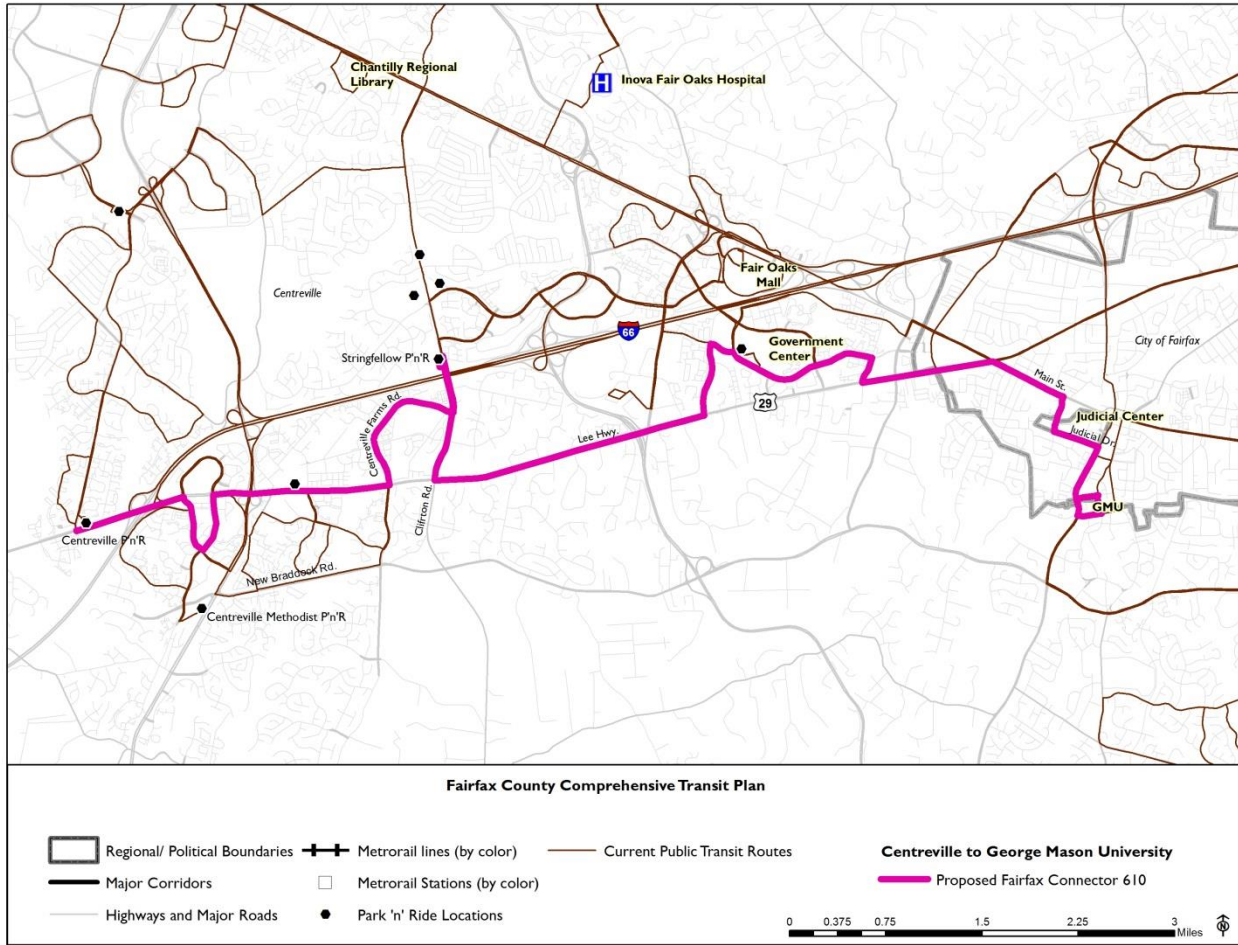 Chantilly Regional
Library
H
Inova Fair Oaks Hospital
Fair Oaks
Mall
Centreville
66
Stringfellow P'n'R
Government
Center
City of Fairfax
29
Main St.
Centreville Farms Rd.
Lee Hwy.
Judicial Center
Judicial Dr.
Clifrton Rd.
GMU
Centreville P'n'R
New Braddock Rd.
Centreville Methodist P'n'R
Fairfax County Comprehensive Transit Plan
Regional/ Political Boundaries
Metrorail lines (by color)
Current Public Transit Routes
Centreville to George Mason University
Major Corridors
Metrorail Stations (by color)
Proposed Fairfax Connector 610
Highways and Major Roads
Park 'n' Ride Locations
0 0.375 0.75 1.5 2.25 3
Miles
N